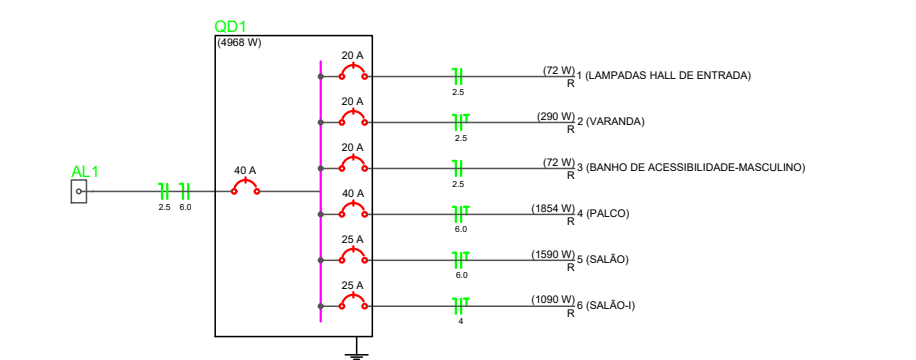 QD1
(4968 W)
20 A
(72 W) 1 (LAMPADAS HALL DE ENTRADA)
R
2.5
20 A
(290 W) 2 (VARANDA)
R
2.5
20 A
(72 W) 3 (BANHO DE ACESSIBILIDADE-MASCULINO)
R
2.5
AL1
2.5 6.0
40 A
40 A
(1854 W) 4 (PALCO)
R
6.0
25 A
(1590 W) 5 (SALÃO)
R
6.0
25 A
(1090 W) 6 (SALÃO-I)
R
4